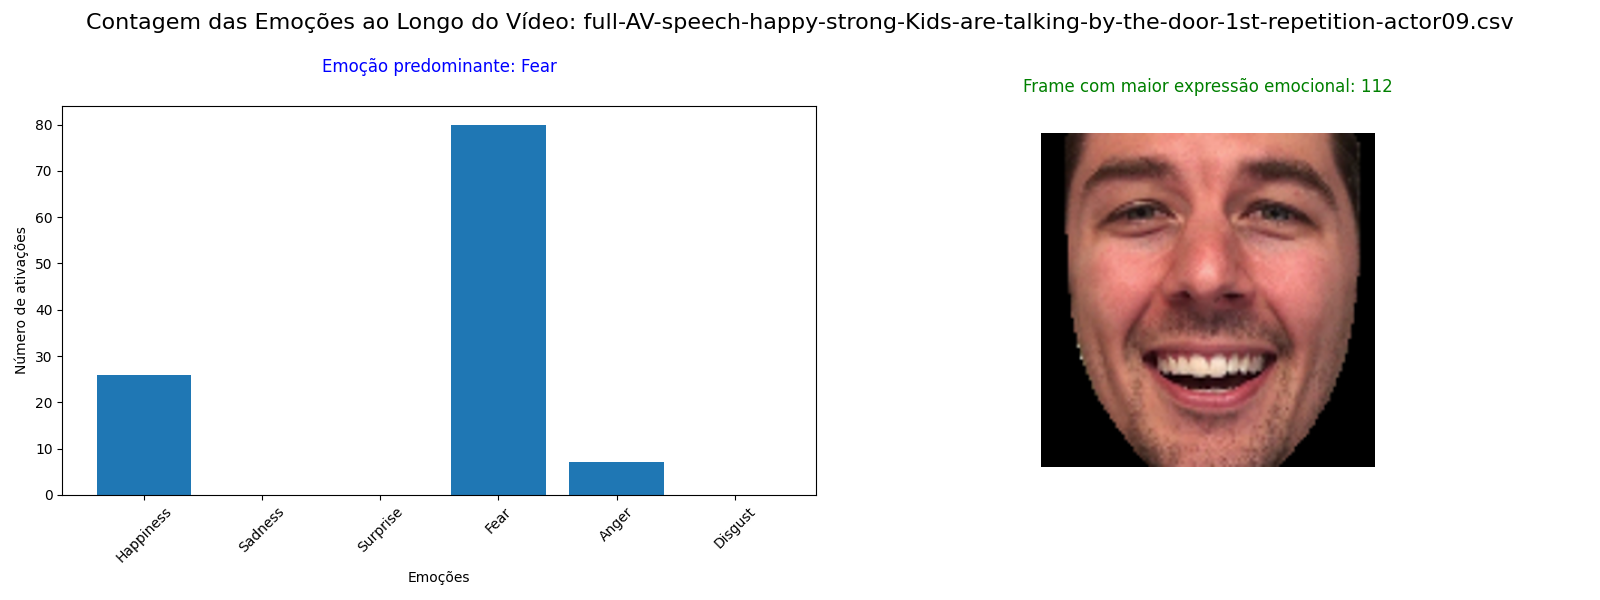 Contagem das Emoções ao Longo do Vídeo: full-AV-speech-happy-strong-Kids-are-talking-by-the-door-1st-repetition-actor09.csv
Emoção predominante: Fear
Frame com maior expressão emocional: 112
Número de ativações
80
70
60
50
40
30
20
10
0
Happiness
Sadness
Surprise
Fear
Anger
Disgust
Emoções